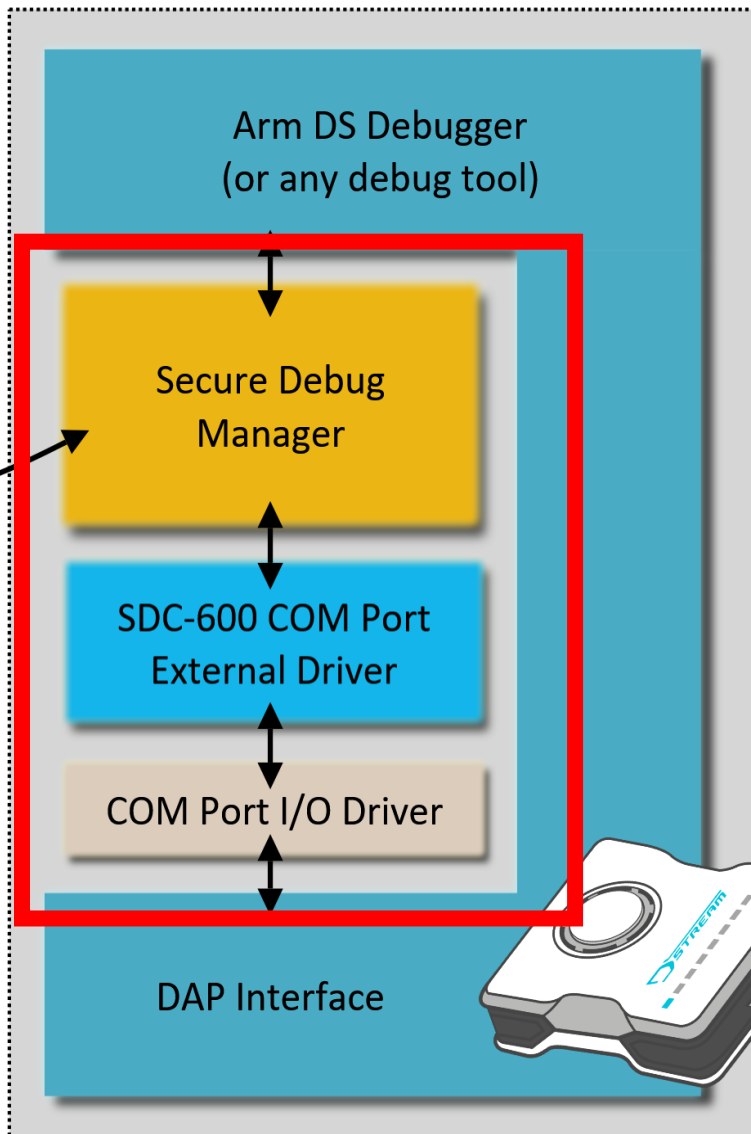 Arm DS Debugger
(or any debug tool)
Secure Debug
Manager
SDC-600 COM Port
External Driver
COM Port I/O Driver
DAP Interface
DSTREAM